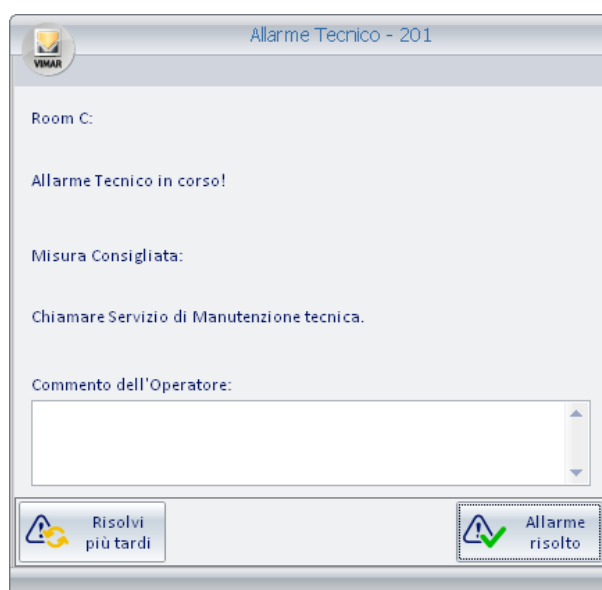 Allarme Tecnico - 201
VIMAR
Room C:
Allarme Tecnico in corso!
Misura Consigliata:
Chiamare Servizio di Manutenzione tecnica.
Commento dell'Operatore:
Risolvi
più tardi
Allarme
risolto